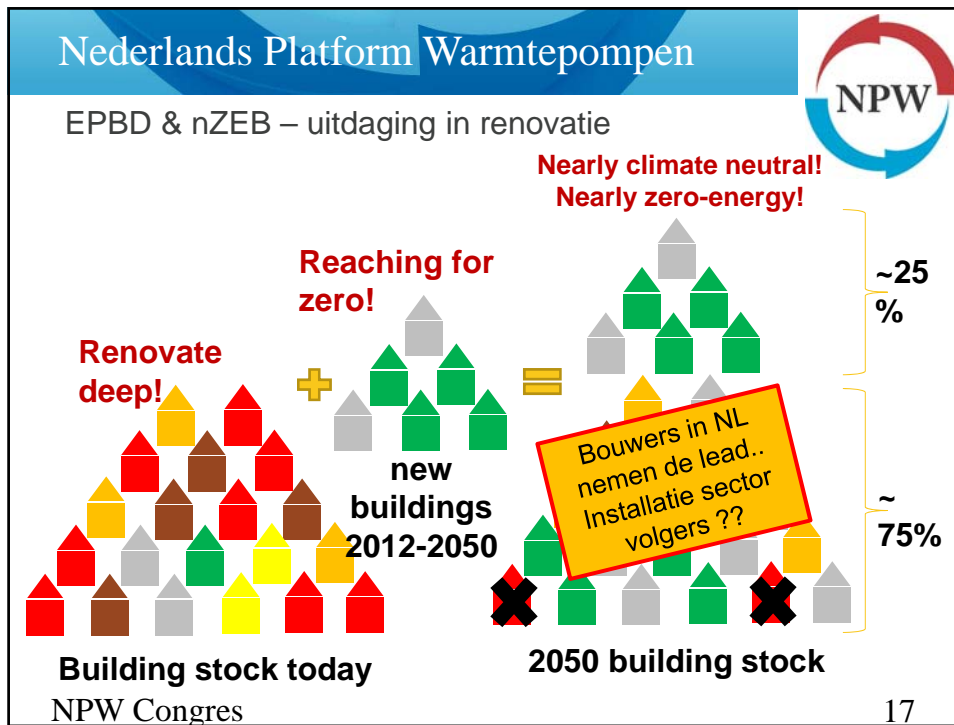 Nederlands Platform Warmtepompen
NPW
EPBD & nZEB – uitdaging in renovatie
Nearly climate neutral!
Nearly zero-energy!
Reaching for
zero!
~25
%
Renovate
deep!
new
buildings
2012-2050
Bouwers in NL
nemen de lead..
Installatie sector
volgers ??
~
75%
Building stock today
2050 building stock
NPW Congres
17